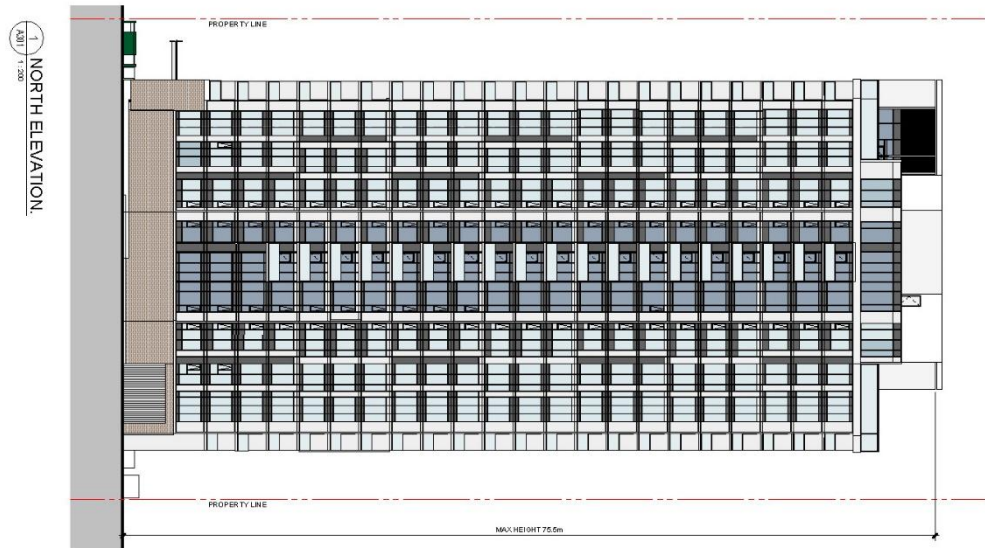 PROPERTY LINE
1
A301
1 : 200
NORTH ELEVATION.
PROPERTY LINE
MAX HEIGHT 75.5m